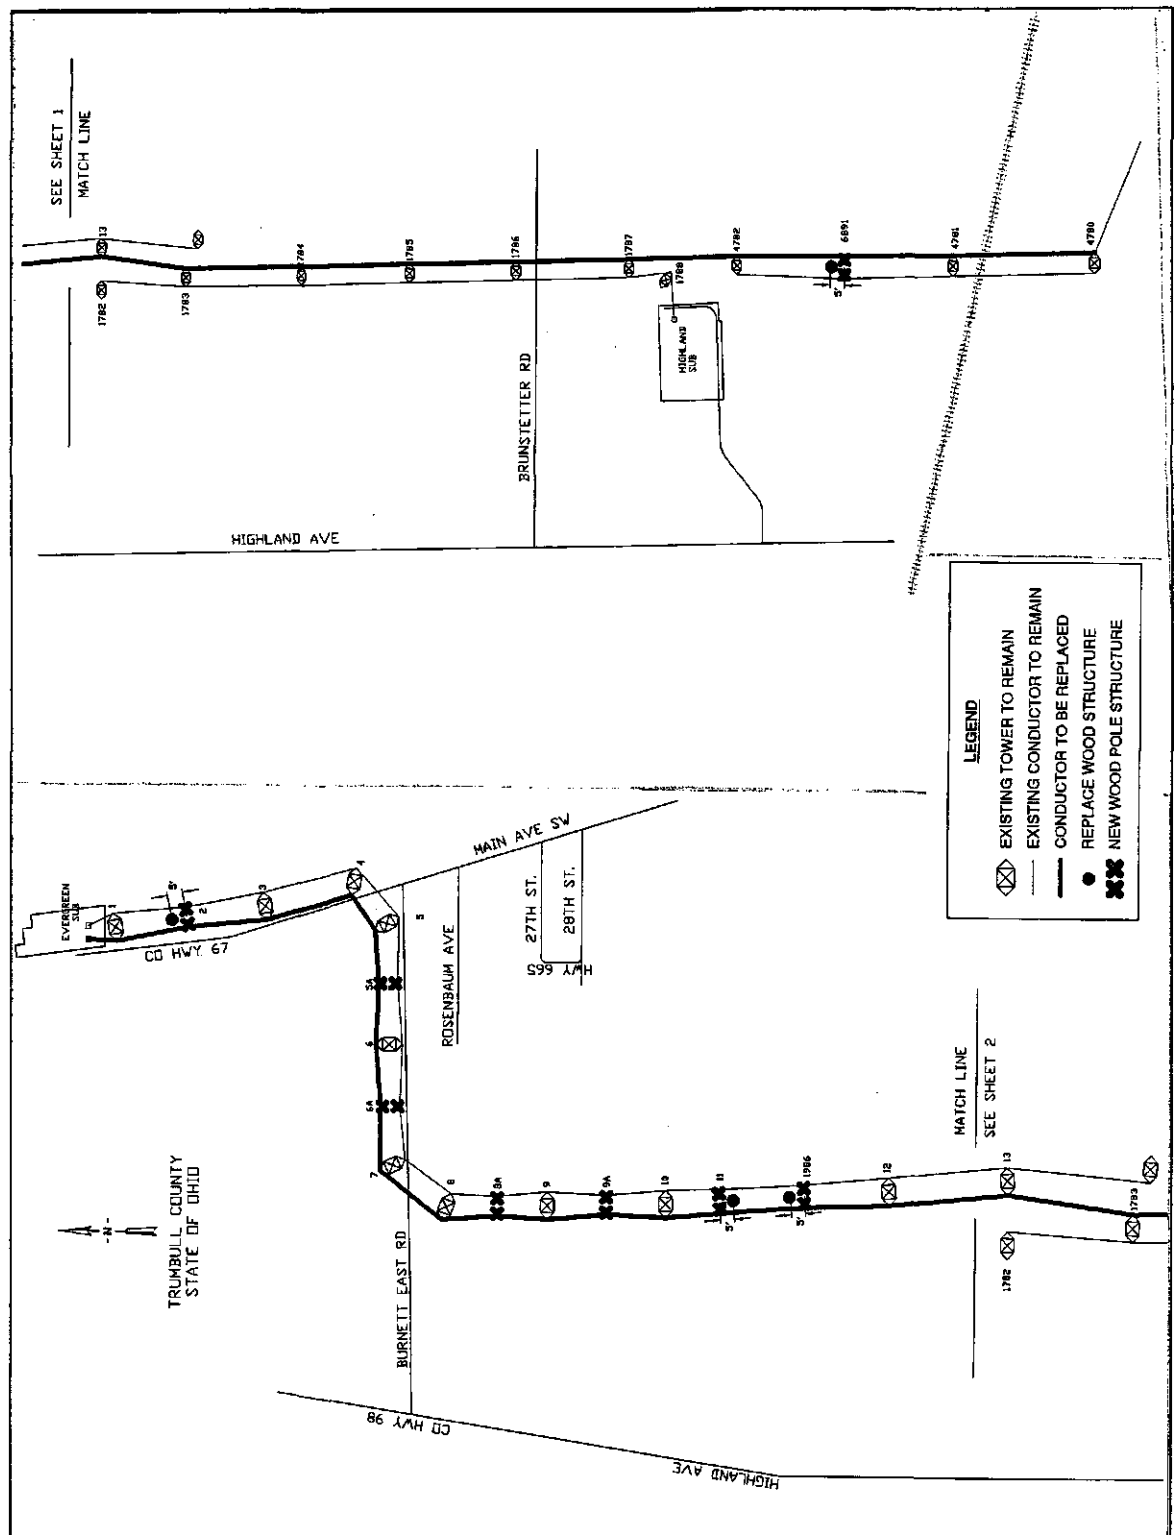 TRUMBULL COUNTY
STATE OF OHIO
-N-
EVERGREEN
SUB
1
5'
2
3
4
CO HWY 67
MAIN AVE SW
5
5A
6
6A
7
ROSENBAUM AVE
27TH ST.
28TH ST.
HWY 665
BURNETT EAST RD
CO HWY 98
HIGHLAND AVE
8
8A
9
9A
10
11
5'
5'
1986
12
MATCH LINE
SEE SHEET 2
13
1782
1783
SEE SHEET 1
MATCH LINE
13
1782
1783
1784
1785
1786
BRUNSTETTER RD
HIGHLAND AVE
1787
1788
HIGHLAND
SUB
4782
5'
6891
4781
4780
LEGEND
EXISTING TOWER TO REMAIN
EXISTING CONDUCTOR TO REMAIN
CONDUCTOR TO BE REPLACED
REPLACE WOOD STRUCTURE
NEW WOOD POLE STRUCTURE